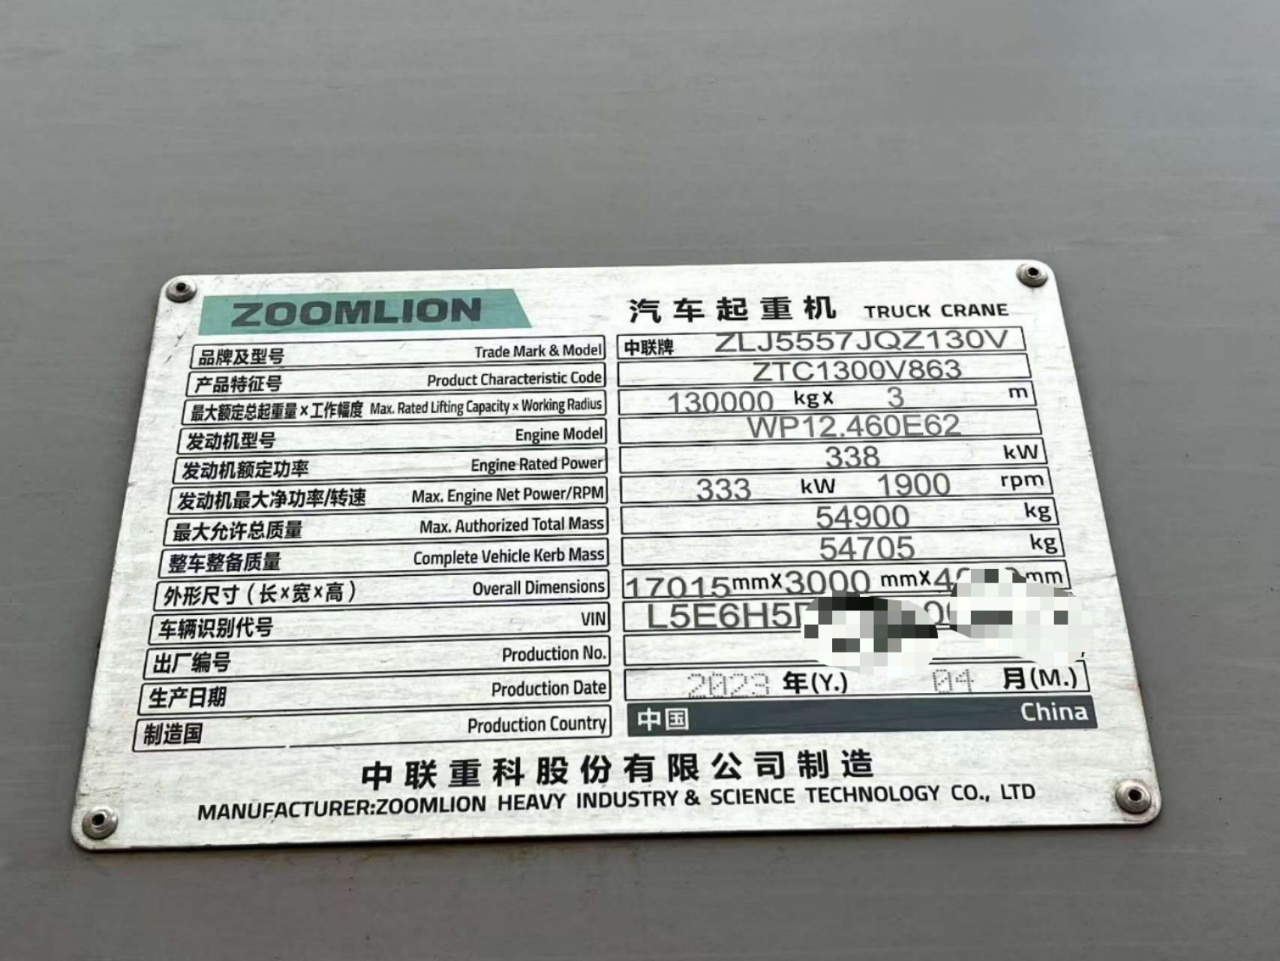 ZOOMLION 汽车起重机 TRUCK CRANE
品牌及型号 Trade Mark & Model 中联牌 ZLJ5557JQZ130V
产品特征号 Product Characteristic Code ZTC1300V863
最大额定总起重量×工作幅度 Max. Rated Lifting Capacity × Working Radius 130000 kg× 3 m
发动机型号 Engine Model WP12.460E62
发动机额定功率 Engine Rated Power 338 kW
发动机最大净功率/转速 Max. Engine Net Power/RPM 333 kW 1900 rpm
最大允许总质量 Max. Authorized Total Mass 54900 kg
整车整备质量 Complete Vehicle Kerb Mass 54705 kg
外形尺寸(长×宽×高) Overall Dimensions 17015mm×3000 mm× mm
车辆识别代号 VIN L5E6H5
出厂编号 Production No.
生产日期 Production Date 2023 年(Y.) 04 月(M.)
制造国 Production Country 中国 China
中联重科股份有限公司制造
MANUFACTURER:ZOOMLION HEAVY INDUSTRY & SCIENCE TECHNOLOGY CO., LTD